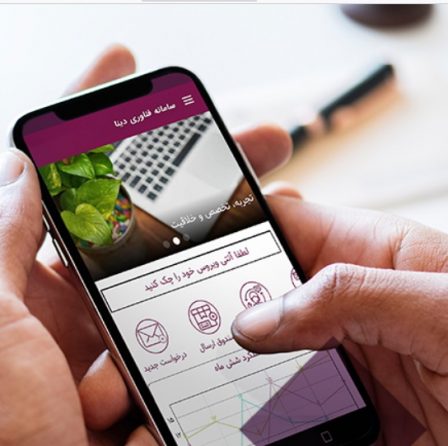 سامانه فناوری دینا
تجربه، تخصص و خلاقیت
لطفا آنتی ویروس خود را چک کنید
درخواست جدید
صندوق ارسال
شش ماه